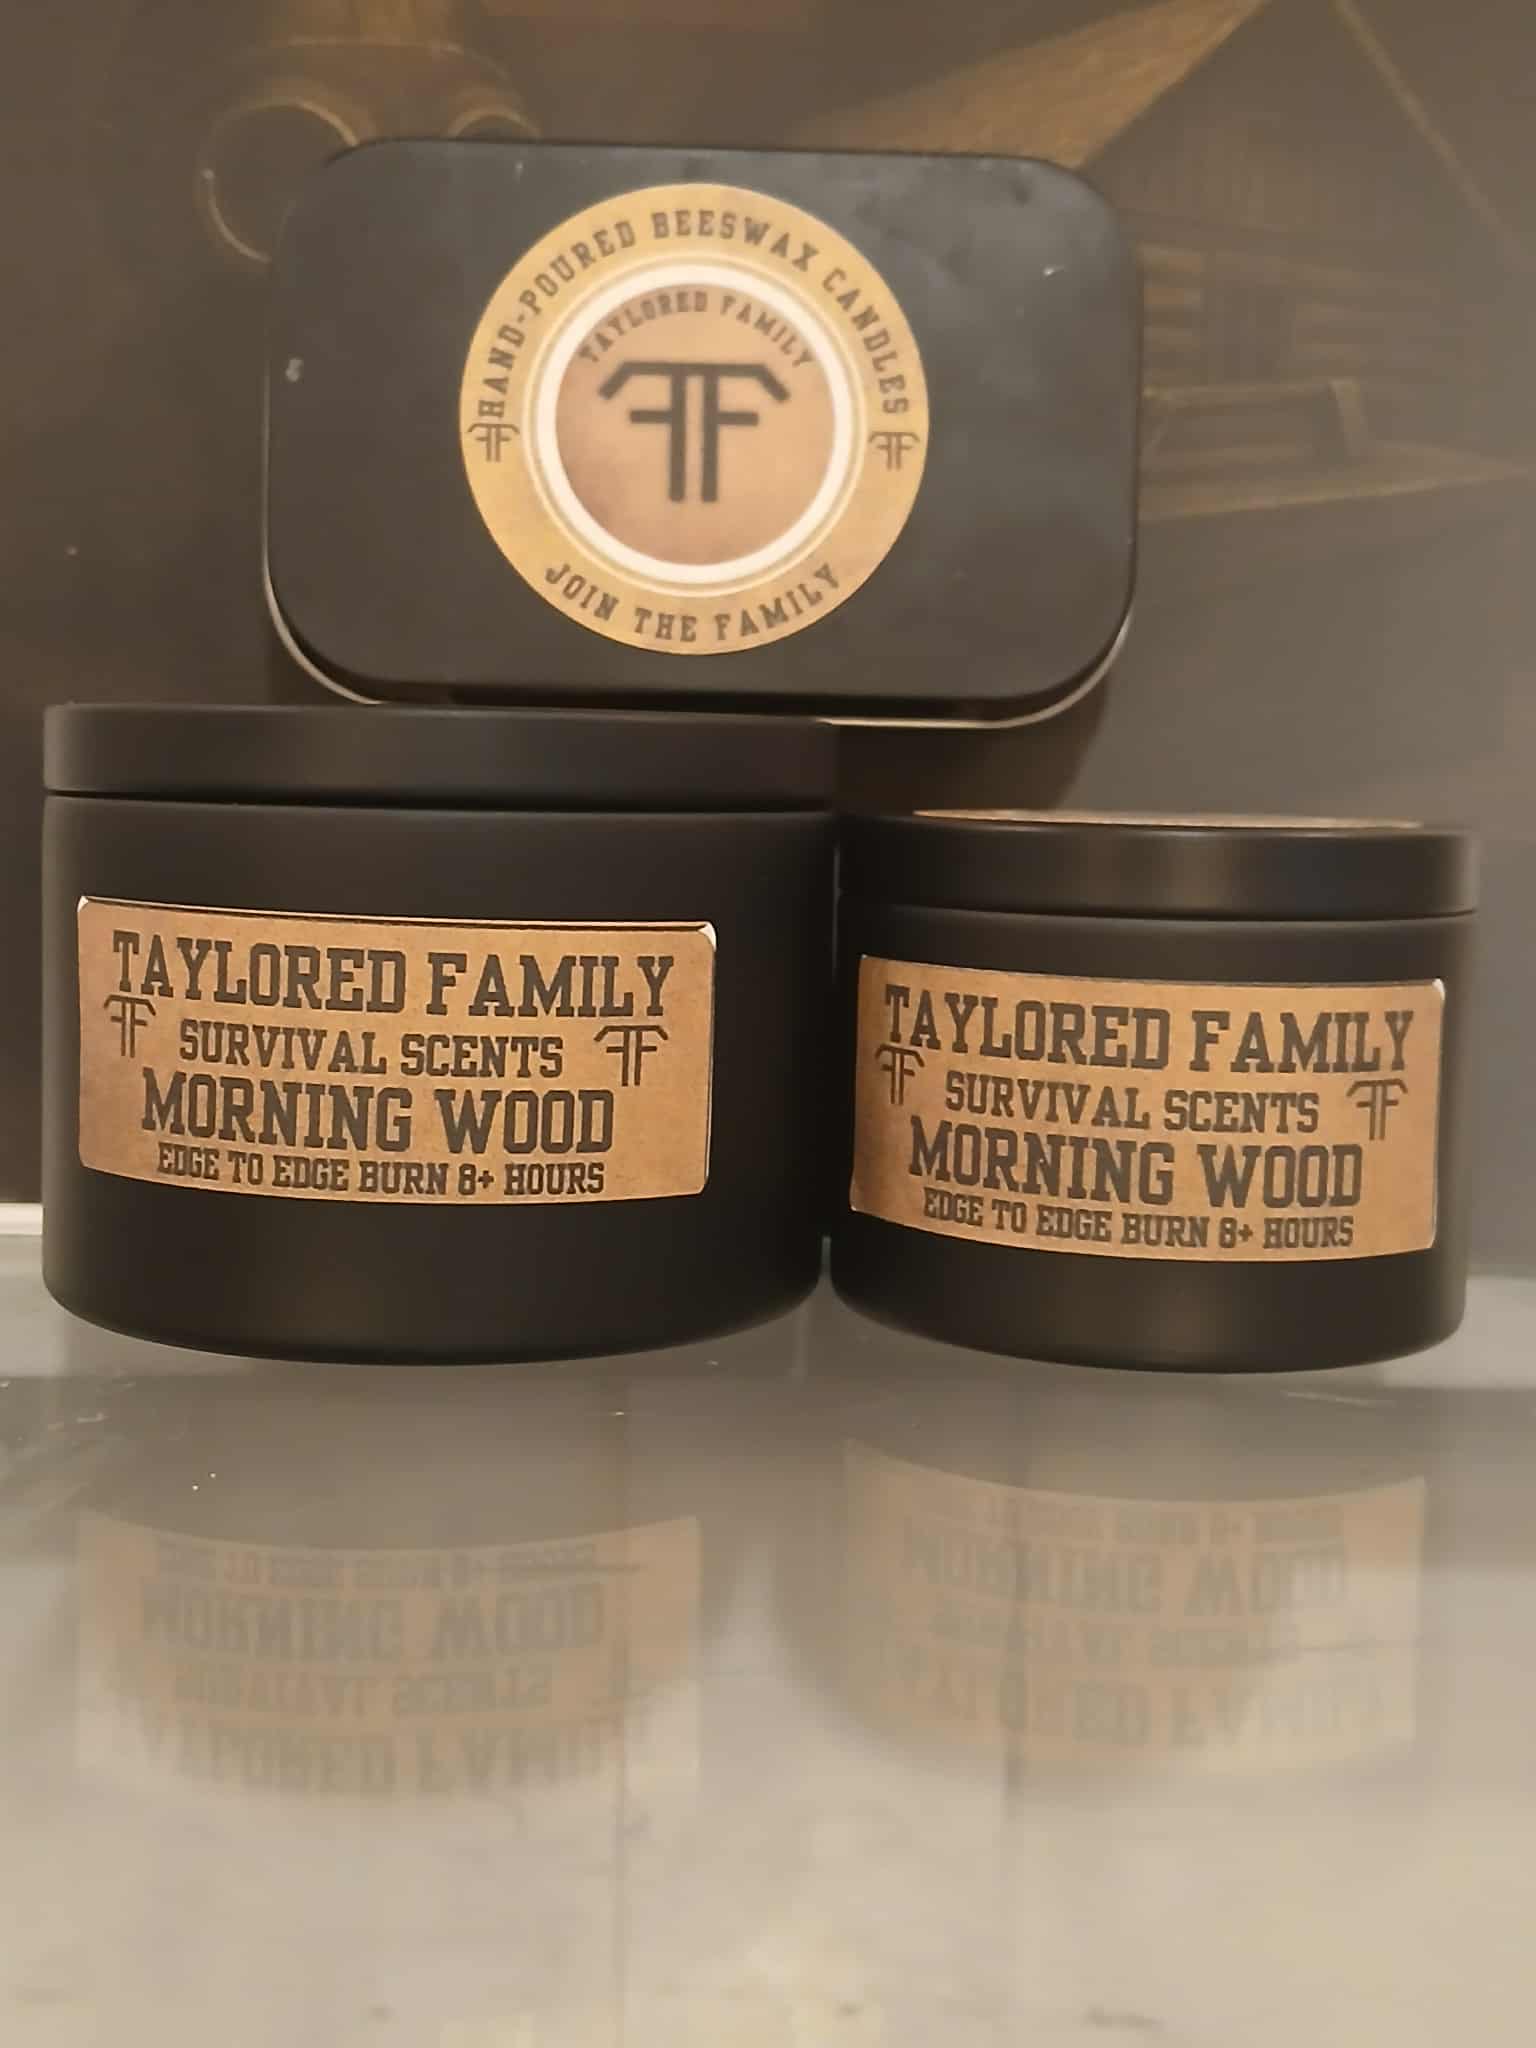 HAND-POURED BEESWAX CANDLES
TAYLORED FAMILY
JOIN THE FAMILY
TAYLORED FAMILY
SURVIVAL SCENTS
MORNING WOOD
EDGE TO EDGE BURN 8+ HOURS
TAYLORED FAMILY
SURVIVAL SCENTS
MORNING WOOD
EDGE TO EDGE BURN 8+ HOURS